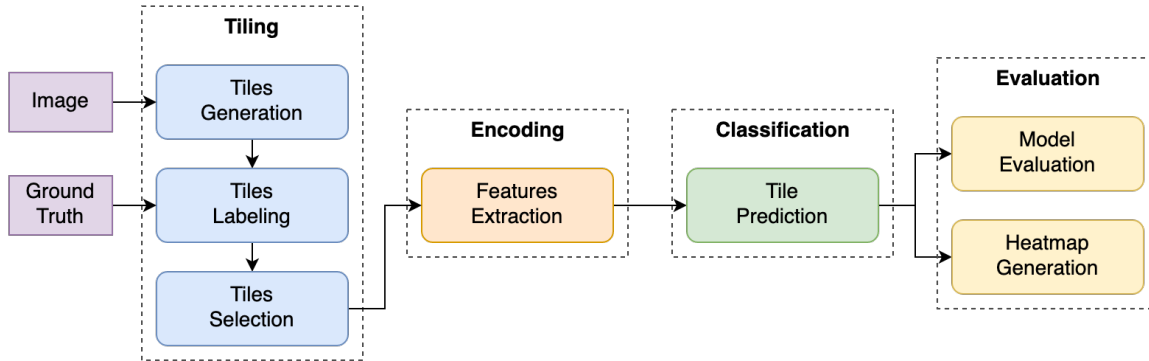 Tiling
Image
Tiles
Generation
Ground
Truth
Tiles
Labeling
Tiles
Selection
Encoding
Features
Extraction
Classification
Tile
Prediction
Evaluation
Model
Evaluation
Heatmap
Generation